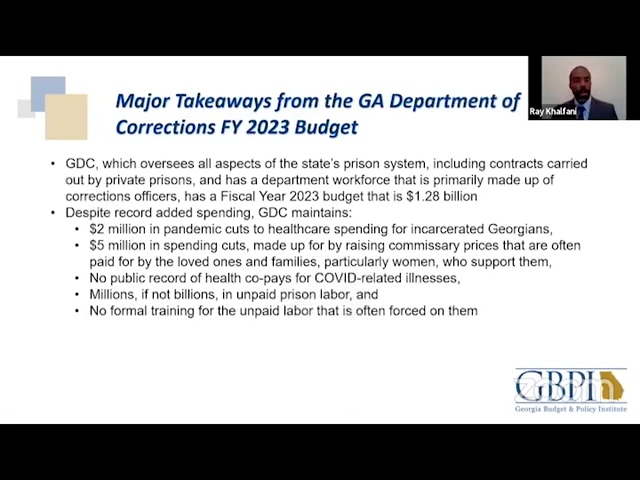 Major Takeaways from the GA Department of
Corrections FY 2023 Budget
Ray Khalfani
• GDC, which oversees all aspects of the state's prison system, including contracts carried
out by private prisons, and has a department workforce that is primarily made up of
corrections officers, has a Fiscal Year 2023 budget that is $1.28 billion
• Despite record added spending, GDC maintains:
• $2 million in pandemic cuts to healthcare spending for incarcerated Georgians,
• $5 million in spending cuts, made up for by raising commissary prices that are often
paid for by the loved ones and families, particularly women, who support them,
• No public record of health co-pays for COVID-related illnesses,
• Millions, if not billions, in unpaid prison labor, and
• No formal training for the unpaid labor that is often forced on them
GBPI
zoom
Georgia Budget & Policy Institute